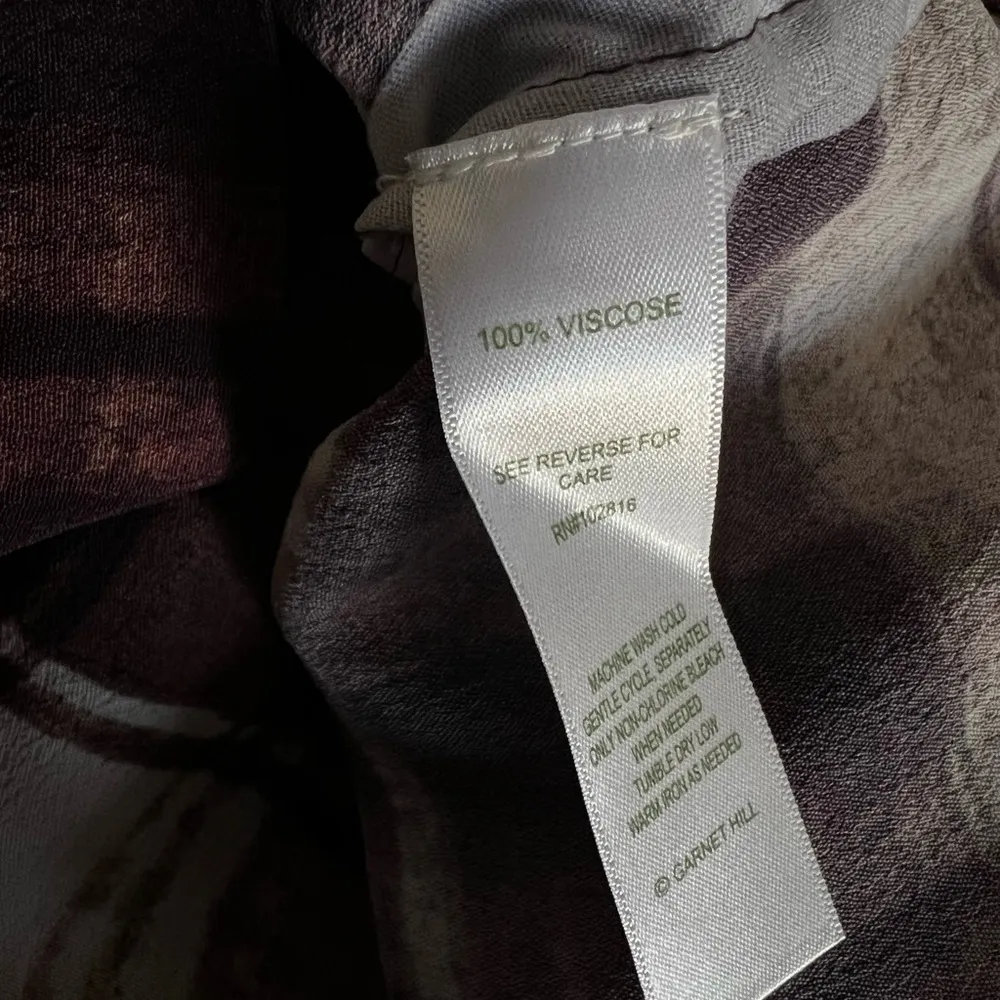 100% VISCOSE
SEE REVERSE FOR
CARE
RN#102816
MACHINE WASH COLD
GENTLE CYCLE, SEPARATELY
ONLY NON-CHLORINE BLEACH
WHEN NEEDED
TUMBLE DRY LOW
WARM IRON AS NEEDED
© GARNET HILL